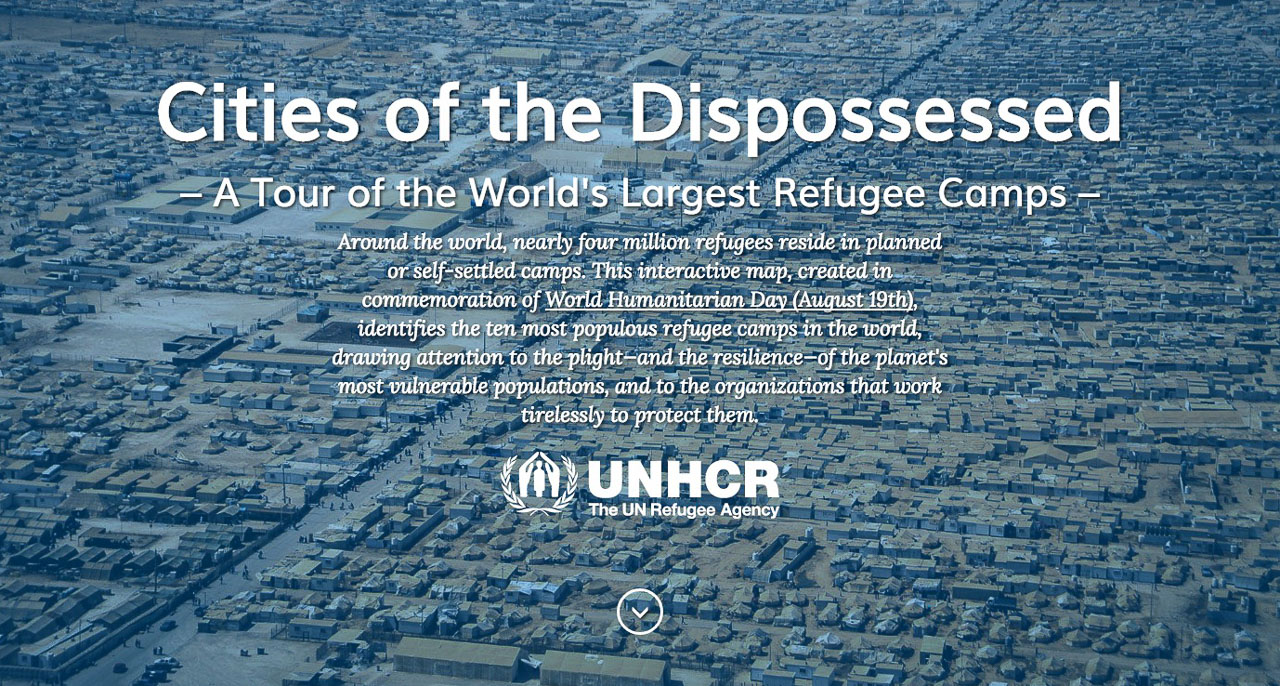 Cities of the Dispossessed
– A Tour of the World's Largest Refugee Camps –
Around the world, nearly four million refugees reside in planned
or self-settled camps. This interactive map, created in
commemoration of World Humanitarian Day (August 19th),
identifies the ten most populous refugee camps in the world,
drawing attention to the plight—and the resilience—of the planet's
most vulnerable populations, and to the organizations that work
tirelessly to protect them.
UNHCR
The UN Refugee Agency